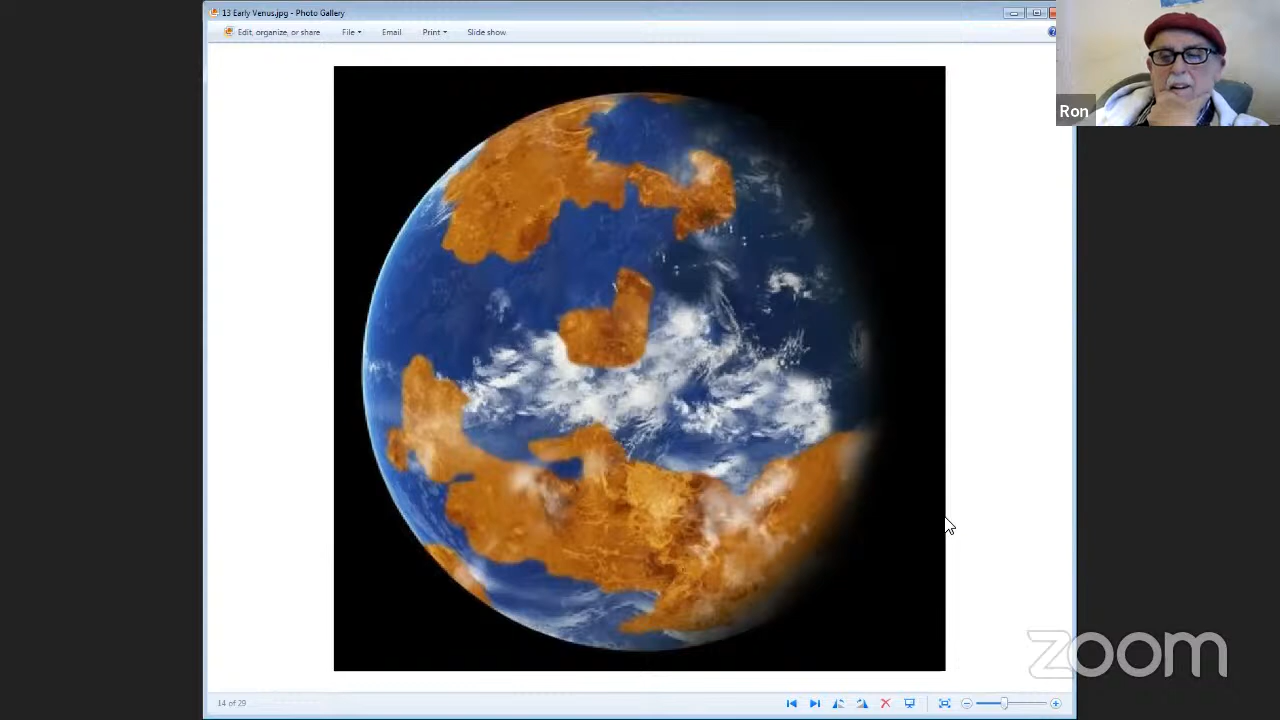 13 Early Venus.jpg - Photo Gallery
Edit, organize, or share File Email Print Slide show
Ron
zoom
14 of 29